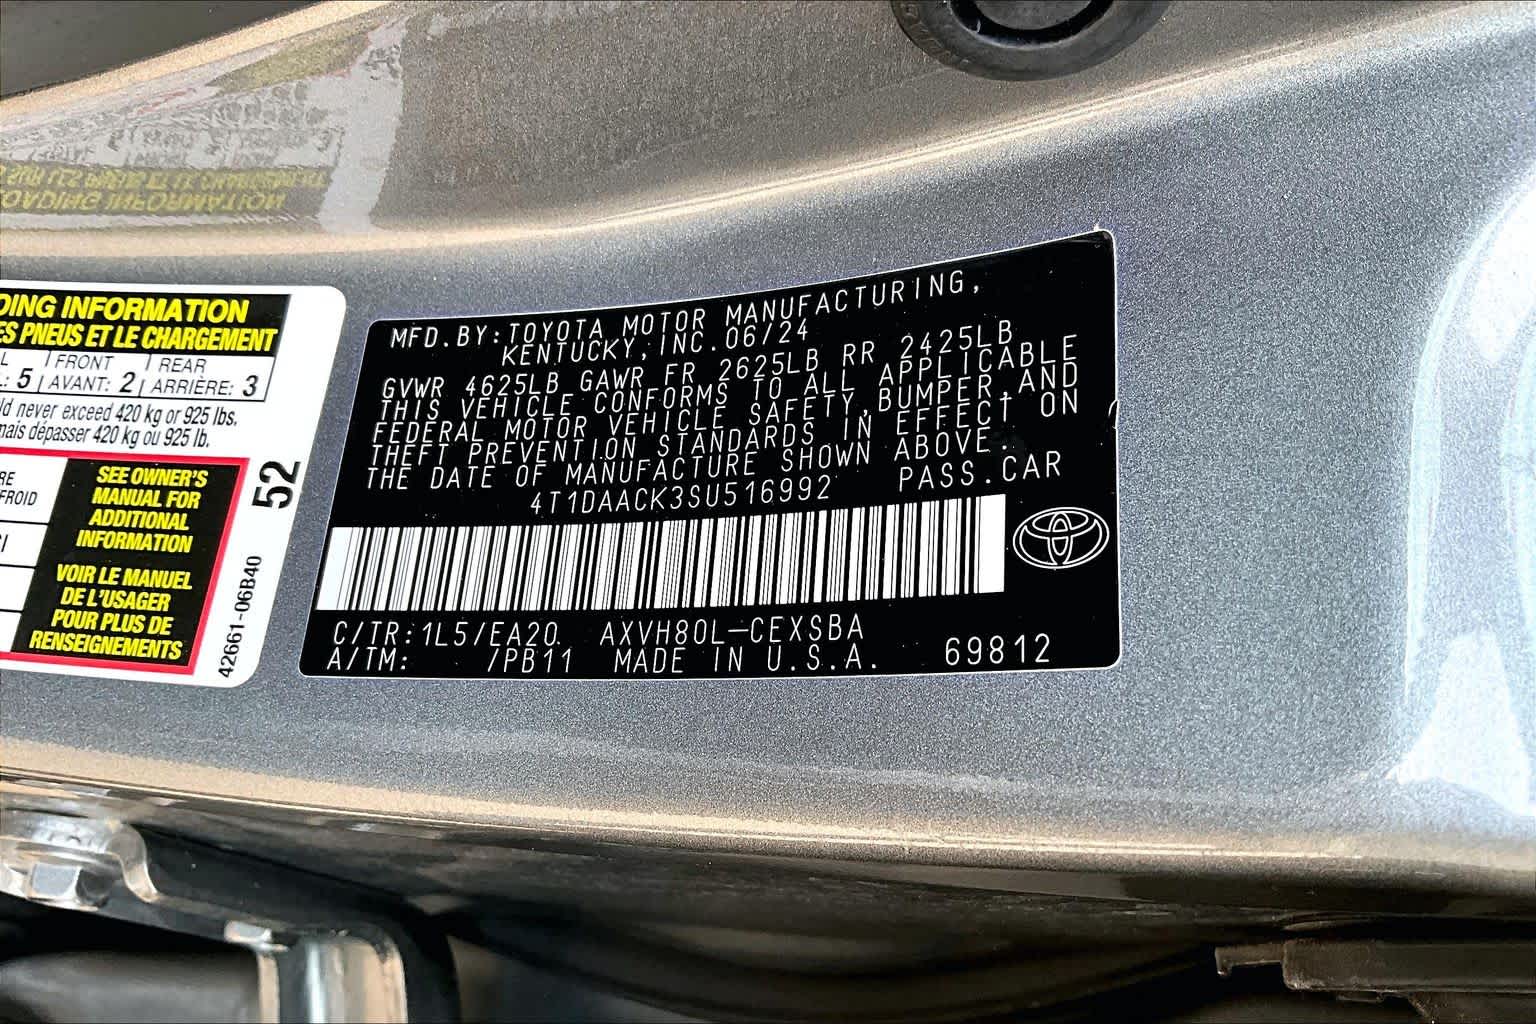 DING INFORMATION
ES PNEUS ET LE CHARGEMENT
L | FRONT | REAR
L: 5 | AVANT: 2 | ARRIÈRE: 3
ld never exceed 420 kg or 925 lbs.
mais dépasser 420 kg ou 925 lb.
RE
FROID
SEE OWNER'S
MANUAL FOR
ADDITIONAL
INFORMATION
VOIR LE MANUEL
DE L'USAGER
POUR PLUS DE
RENSEIGNEMENTS
52
42661-06B40
MFD.BY:TOYOTA MOTOR MANUFACTURING,
KENTUCKY,INC.06/24
GVWR 4625LB GAWR FR 2625LB RR 2425LB
THIS VEHICLE CONFORMS TO ALL APPLICABLE
FEDERAL MOTOR VEHICLE SAFETY,BUMPER,AND
THEFT PREVENTION STANDARDS IN EFFECT ON
THE DATE OF MANUFACTURE SHOWN ABOVE.
4T1DAACK3SU516992 PASS.CAR
C/TR:1L5/EA20 AXVH80L-CEXSBA
A/TM: /PB11 MADE IN U.S.A. 69812